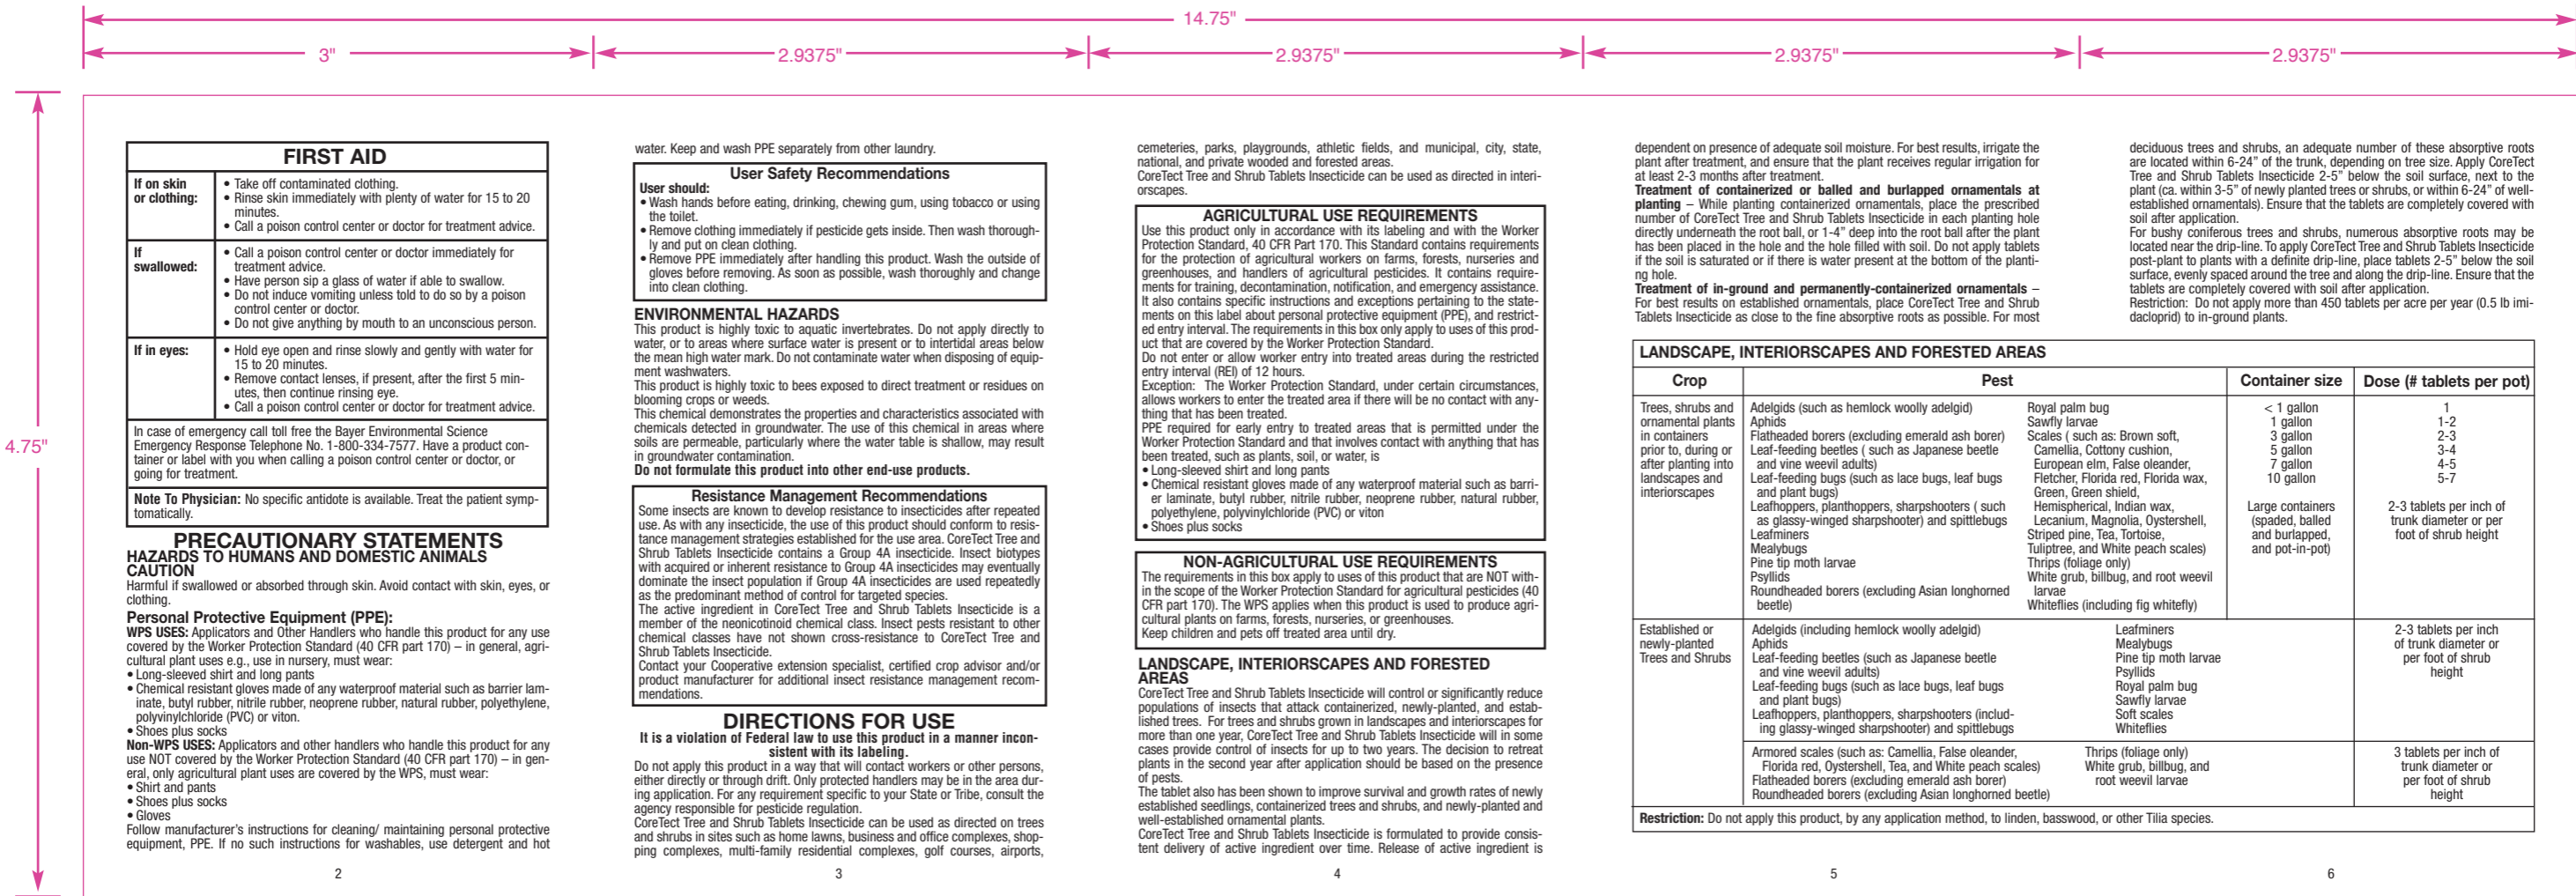 14.75"
3"
2.9375"
2.9375"
2.9375"
2.9375"
4.75"
FIRST AID
If on skin
or clothing:
• Take off contaminated clothing.
• Rinse skin immediately with plenty of water for 15 to 20
minutes.
• Call a poison control center or doctor for treatment advice.
If
swallowed:
• Call a poison control center or doctor immediately for
treatment advice.
• Have person sip a glass of water if able to swallow.
• Do not induce vomiting unless told to do so by a poison
control center or doctor.
• Do not give anything by mouth to an unconscious person.
If in eyes:
• Hold eye open and rinse slowly and gently with water for
15 to 20 minutes.
• Remove contact lenses, if present, after the first 5 min-
utes, then continue rinsing eye.
• Call a poison control center or doctor for treatment advice.
In case of emergency call toll free the Bayer Environmental Science
Emergency Response Telephone No. 1-800-334-7577. Have a product con-
tainer or label with you when calling a poison control center or doctor, or
going for treatment.
Note To Physician: No specific antidote is available. Treat the patient symp-
tomatically.
PRECAUTIONARY STATEMENTS
HAZARDS TO HUMANS AND DOMESTIC ANIMALS
CAUTION
Harmful if swallowed or absorbed through skin. Avoid contact with skin, eyes, or
clothing.
Personal Protective Equipment (PPE):
WPS USES: Applicators and Other Handlers who handle this product for any use
covered by the Worker Protection Standard (40 CFR part 170) – in general, agri-
cultural plant uses e.g., use in nursery, must wear:
• Long-sleeved shirt and long pants
• Chemical resistant gloves made of any waterproof material such as barrier lam-
inate, butyl rubber, nitrile rubber, neoprene rubber, natural rubber, polyethylene,
polyvinylchloride (PVC) or viton.
• Shoes plus socks
Non-WPS USES: Applicators and other handlers who handle this product for any
use NOT covered by the Worker Protection Standard (40 CFR part 170) – in gen-
eral, only agricultural plant uses are covered by the WPS, must wear:
• Shirt and pants
• Shoes plus socks
• Gloves
Follow manufacturer's instructions for cleaning/ maintaining personal protective
equipment, PPE. If no such instructions for washables, use detergent and hot
2
water. Keep and wash PPE separately from other laundry.
User Safety Recommendations
User should:
• Wash hands before eating, drinking, chewing gum, using tobacco or using
the toilet.
• Remove clothing immediately if pesticide gets inside. Then wash thorough-
ly and put on clean clothing.
• Remove PPE immediately after handling this product. Wash the outside of
gloves before removing. As soon as possible, wash thoroughly and change
into clean clothing.
ENVIRONMENTAL HAZARDS
This product is highly toxic to aquatic invertebrates. Do not apply directly to
water, or to areas where surface water is present or to intertidal areas below
the mean high water mark. Do not contaminate water when disposing of equip-
ment washwaters.
This product is highly toxic to bees exposed to direct treatment or residues on
blooming crops or weeds.
This chemical demonstrates the properties and characteristics associated with
chemicals detected in groundwater. The use of this chemical in areas where
soils are permeable, particularly where the water table is shallow, may result
in groundwater contamination.
Do not formulate this product into other end-use products.
Resistance Management Recommendations
Some insects are known to develop resistance to insecticides after repeated
use. As with any insecticide, the use of this product should conform to resis-
tance management strategies established for the use area. CoreTect Tree and
Shrub Tablets Insecticide contains a Group 4A insecticide. Insect biotypes
with acquired or inherent resistance to Group 4A insecticides may eventually
dominate the insect population if Group 4A insecticides are used repeatedly
as the predominant method of control for targeted species.
The active ingredient in CoreTect Tree and Shrub Tablets Insecticide is a
member of the neonicotinoid chemical class. Insect pests resistant to other
chemical classes have not shown cross-resistance to CoreTect Tree and
Shrub Tablets Insecticide.
Contact your Cooperative extension specialist, certified crop advisor and/or
product manufacturer for additional insect resistance management recom-
mendations.
DIRECTIONS FOR USE
It is a violation of Federal law to use this product in a manner incon-
sistent with its labeling.
Do not apply this product in a way that will contact workers or other persons,
either directly or through drift. Only protected handlers may be in the area dur-
ing application. For any requirement specific to your State or Tribe, consult the
agency responsible for pesticide regulation.
CoreTect Tree and Shrub Tablets Insecticide can be used as directed on trees
and shrubs in sites such as home lawns, business and office complexes, shop-
ping complexes, multi-family residential complexes, golf courses, airports,
3
cemeteries, parks, playgrounds, athletic fields, and municipal, city, state,
national, and private wooded and forested areas.
CoreTect Tree and Shrub Tablets Insecticide can be used as directed in interi-
orscapes.
AGRICULTURAL USE REQUIREMENTS
Use this product only in accordance with its labeling and with the Worker
Protection Standard, 40 CFR Part 170. This Standard contains requirements
for the protection of agricultural workers on farms, forests, nurseries and
greenhouses, and handlers of agricultural pesticides. It contains require-
ments for training, decontamination, notification, and emergency assistance.
It also contains specific instructions and exceptions pertaining to the state-
ments on this label about personal protective equipment (PPE), and restrict-
ed entry interval. The requirements in this box only apply to uses of this prod-
uct that are covered by the Worker Protection Standard.
Do not enter or allow worker entry into treated areas during the restricted
entry interval (REI) of 12 hours.
Exception: The Worker Protection Standard, under certain circumstances,
allows workers to enter the treated area if there will be no contact with any-
thing that has been treated.
PPE required for early entry to treated areas that is permitted under the
Worker Protection Standard and that involves contact with anything that has
been treated, such as plants, soil, or water, is
• Long-sleeved shirt and long pants
• Chemical resistant gloves made of any waterproof material such as barri-
er laminate, butyl rubber, nitrile rubber, neoprene rubber, natural rubber,
polyethylene, polyvinylchloride (PVC) or viton
• Shoes plus socks
NON-AGRICULTURAL USE REQUIREMENTS
The requirements in this box apply to uses of this product that are NOT with-
in the scope of the Worker Protection Standard for agricultural pesticides (40
CFR part 170). The WPS applies when this product is used to produce agri-
cultural plants on farms, forests, nurseries, or greenhouses.
Keep children and pets off treated area until dry.
LANDSCAPE, INTERIORSCAPES AND FORESTED
AREAS
CoreTect Tree and Shrub Tablets Insecticide will control or significantly reduce
populations of insects that attack containerized, newly-planted, and estab-
lished trees. For trees and shrubs grown in landscapes and interiorscapes for
more than one year, CoreTect Tree and Shrub Tablets Insecticide will in some
cases provide control of insects for up to two years. The decision to retreat
plants in the second year after application should be based on the presence
of pests.
The tablet also has been shown to improve survival and growth rates of newly
established seedlings, containerized trees and shrubs, and newly-planted and
well-established ornamental plants.
CoreTect Tree and Shrub Tablets Insecticide is formulated to provide consis-
tent delivery of active ingredient over time. Release of active ingredient is
4
dependent on presence of adequate soil moisture. For best results, irrigate the
plant after treatment, and ensure that the plant receives regular irrigation for
at least 2-3 months after treatment.
Treatment of containerized or balled and burlapped ornamentals at
planting – While planting containerized ornamentals, place the prescribed
number of CoreTect Tree and Shrub Tablets Insecticide in each planting hole
directly underneath the root ball, or 1-4” deep into the root ball after the plant
has been placed in the hole and the hole filled with soil. Do not apply tablets
if the soil is saturated or if there is water present at the bottom of the planti-
ng hole.
Treatment of in-ground and permanently-containerized ornamentals –
For best results on established ornamentals, place CoreTect Tree and Shrub
Tablets Insecticide as close to the fine absorptive roots as possible. For most
deciduous trees and shrubs, an adequate number of these absorptive roots
are located within 6-24” of the trunk, depending on tree size. Apply CoreTect
Tree and Shrub Tablets Insecticide 2-5” below the soil surface, next to the
plant (ca. within 3-5” of newly planted trees or shrubs, or within 6-24” of well-
established ornamentals). Ensure that the tablets are completely covered with
soil after application.
For bushy coniferous trees and shrubs, numerous absorptive roots may be
located near the drip-line. To apply CoreTect Tree and Shrub Tablets Insecticide
post-plant to plants with a definite drip-line, place tablets 2-5” below the soil
surface, evenly spaced around the tree and along the drip-line. Ensure that the
tablets are completely covered with soil after application.
Restriction: Do not apply more than 450 tablets per acre per year (0.5 lb imi-
dacloprid) to in-ground plants.
LANDSCAPE, INTERIORSCAPES AND FORESTED AREAS
Crop
Pest
Container size
Dose (# tablets per pot)
Trees, shrubs and
ornamental plants
in containers
prior to, during or
after planting into
landscapes and
interiorscapes
Adelgids (such as hemlock woolly adelgid)
Aphids
Flatheaded borers (excluding emerald ash borer)
Leaf-feeding beetles ( such as Japanese beetle
and vine weevil adults)
Leaf-feeding bugs (such as lace bugs, leaf bugs
and plant bugs)
Leafhoppers, planthoppers, sharpshooters ( such
as glassy-winged sharpshooter) and spittlebugs
Leafminers
Mealybugs
Pine tip moth larvae
Psyllids
Roundheaded borers (excluding Asian longhorned
beetle)
Royal palm bug
Sawfly larvae
Scales ( such as: Brown soft,
Camellia, Cottony cushion,
European elm, False oleander,
Fletcher, Florida red, Florida wax,
Green, Green shield,
Hemispherical, Indian wax,
Lecanium, Magnolia, Oystershell,
Striped pine, Tea, Tortoise,
Tuliptree, and White peach scales)
Thrips (foliage only)
White grub, billbug, and root weevil
larvae
Whiteflies (including fig whitefly)
< 1 gallon
1 gallon
3 gallon
5 gallon
7 gallon
10 gallon
Large containers
(spaded, balled
and burlapped,
and pot-in-pot)
1
1-2
2-3
3-4
4-5
5-7
2-3 tablets per inch of
trunk diameter or per
foot of shrub height
Established or
newly-planted
Trees and Shrubs
Adelgids (including hemlock woolly adelgid)
Aphids
Leaf-feeding beetles (such as Japanese beetle
and vine weevil adults)
Leaf-feeding bugs (such as lace bugs, leaf bugs
and plant bugs)
Leafhoppers, planthoppers, sharpshooters (includ-
ing glassy-winged sharpshooter) and spittlebugs
Leafminers
Mealybugs
Pine tip moth larvae
Psyllids
Royal palm bug
Sawfly larvae
Soft scales
Whiteflies
2-3 tablets per inch
of trunk diameter or
per foot of shrub
height
Armored scales (such as: Camellia, False oleander,
Florida red, Oystershell, Tea, and White peach scales)
Flatheaded borers (excluding emerald ash borer)
Roundheaded borers (excluding Asian longhorned beetle)
Thrips (foliage only)
White grub, billbug, and
root weevil larvae
3 tablets per inch of
trunk diameter or
per foot of shrub
height
Restriction: Do not apply this product, by any application method, to linden, basswood, or other Tilia species.
5
6